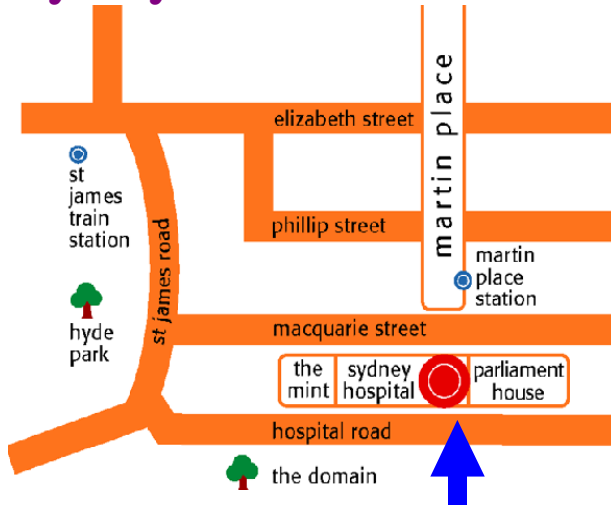 elizabeth street
martin place
st
james
train
station
phillip street
st james road
martin
place
station
hyde
park
macquarie street
the
mint
sydney
hospital
parliament
house
hospital road
the domain